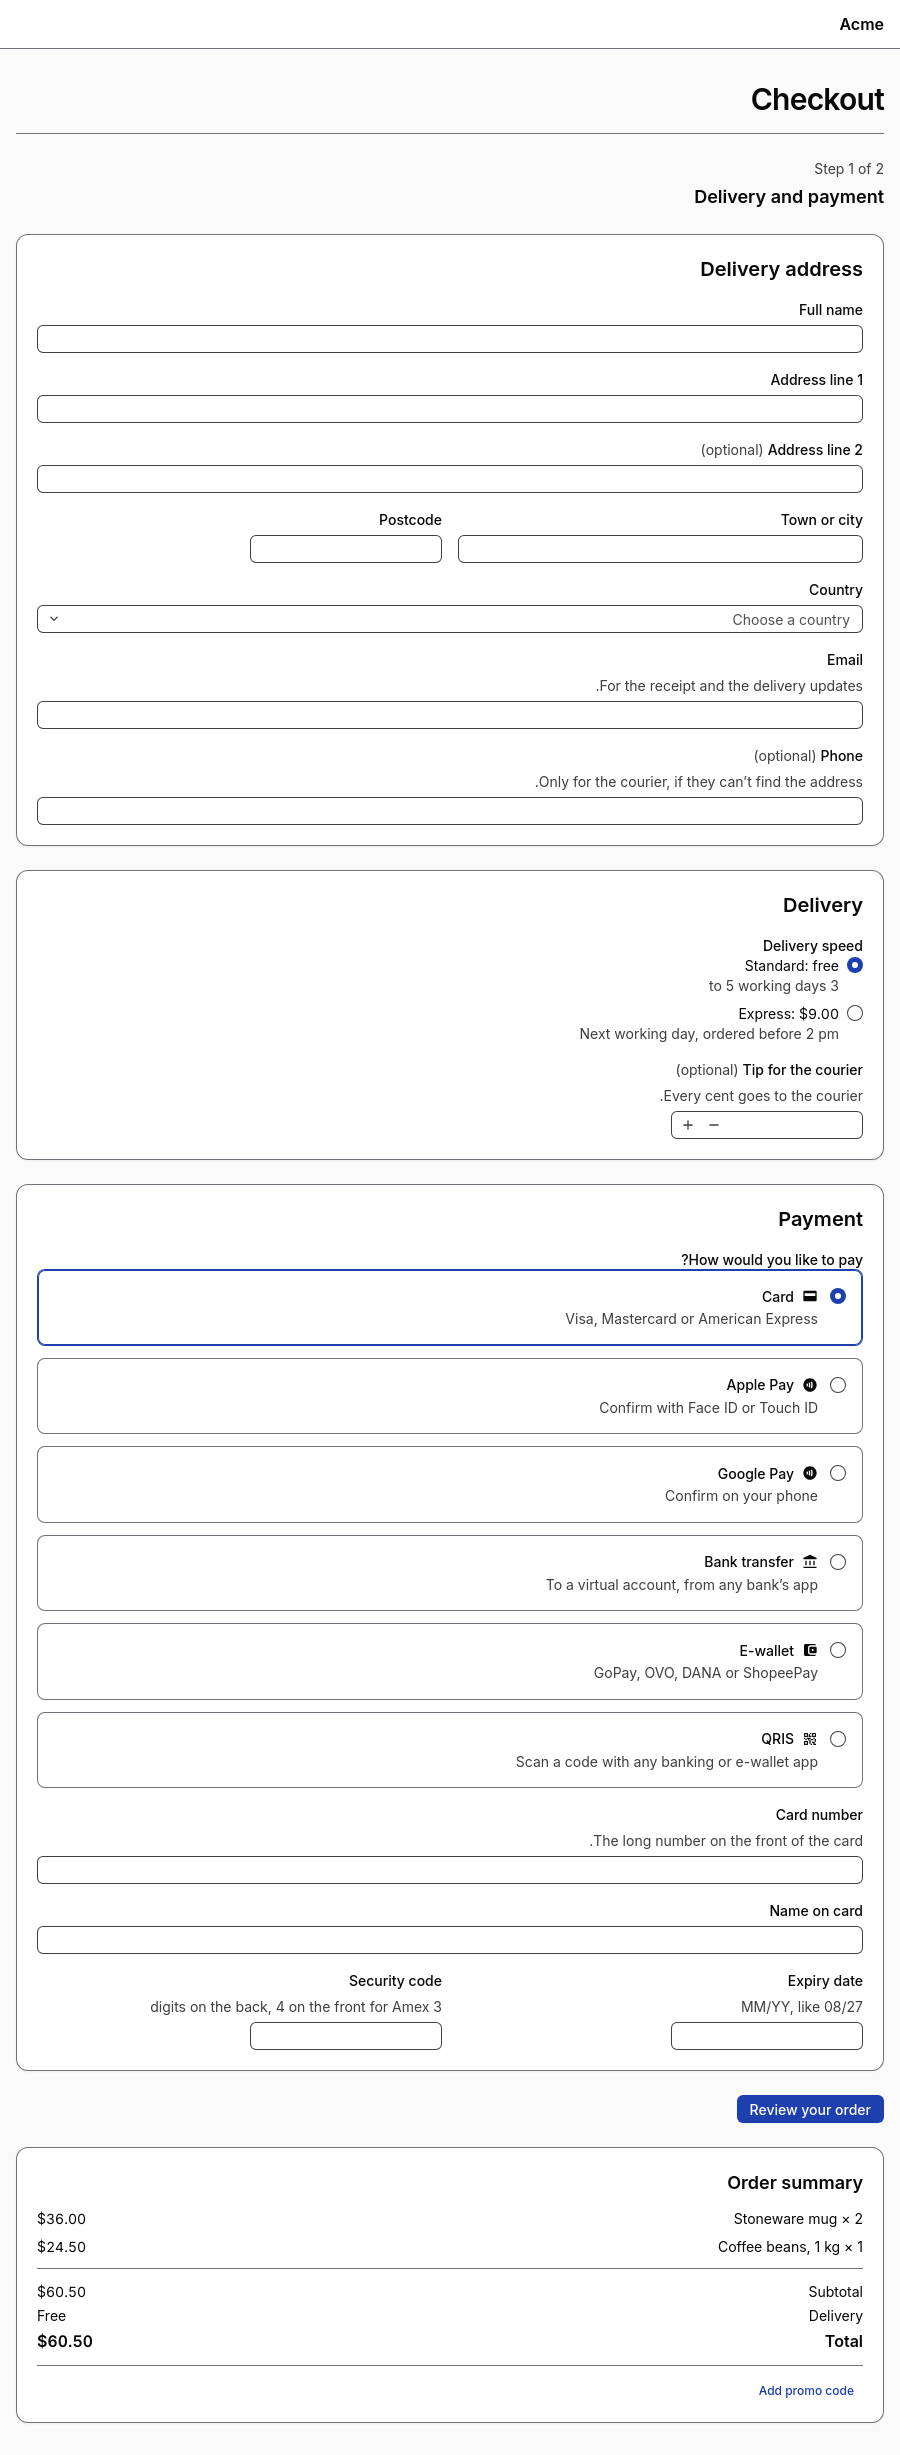 Acme
Checkout
Step 1 of 2
Delivery and payment
Delivery address
Full name
Address line 1
Address line 2 (optional)
Town or city
Postcode
Country
Choose a country
Email
For the receipt and the delivery updates.
Phone (optional)
Only for the courier, if they can’t find the address.
Delivery
Delivery speed
Standard: free
3 to 5 working days
Express: $9.00
Next working day, ordered before 2 pm
Tip for the courier (optional)
Every cent goes to the courier.
Payment
How would you like to pay?
Card
Visa, Mastercard or American Express
Apple Pay
Confirm with Face ID or Touch ID
Google Pay
Confirm on your phone
Bank transfer
To a virtual account, from any bank’s app
E-wallet
GoPay, OVO, DANA or ShopeePay
QRIS
Scan a code with any banking or e-wallet app
Card number
The long number on the front of the card.
Name on card
Expiry date
MM/YY, like 08/27
Security code
3 digits on the back, 4 on the front for Amex
Review your order
Order summary
Stoneware mug × 2
$36.00
Coffee beans, 1 kg × 1
$24.50
Subtotal
$60.50
Delivery
Free
Total
$60.50
Add promo code